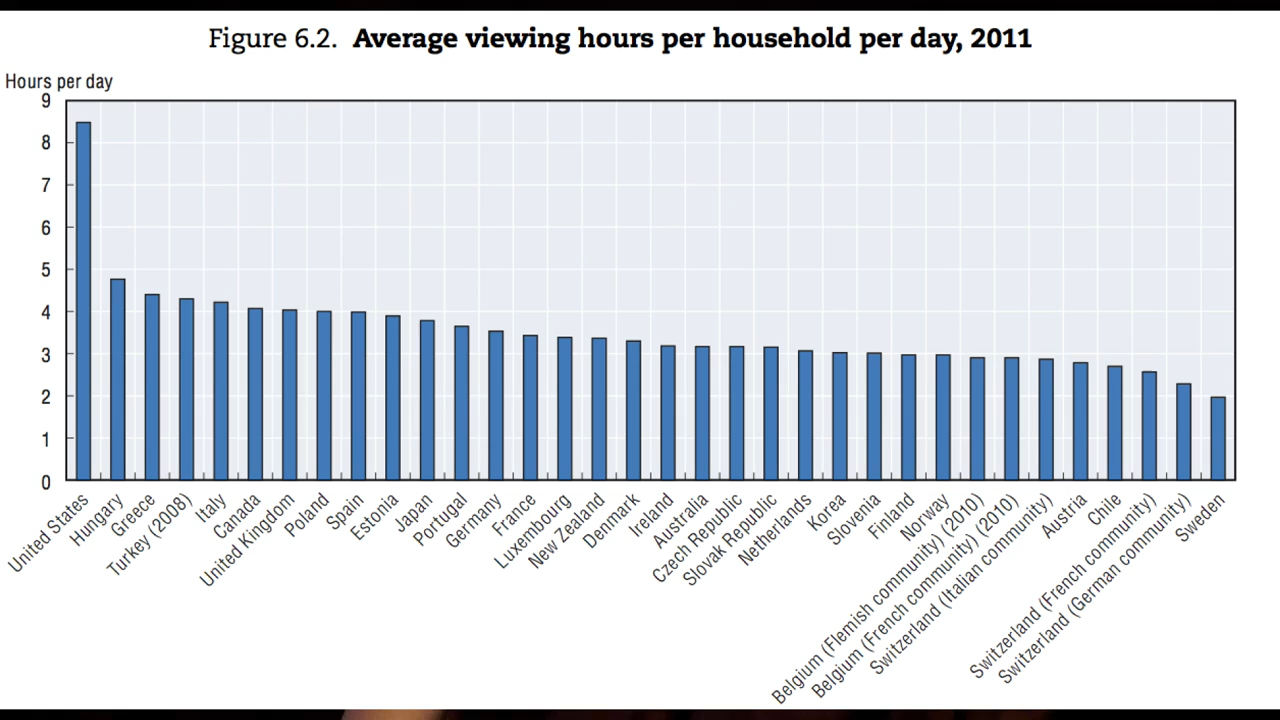 Figure 6.2. Average viewing hours per household per day, 2011
Hours per day
9
8
7
6
5
4
3
2
1
0
United States
Hungary
Greece
Turkey (2008)
Italy
Canada
United Kingdom
Poland
Spain
Estonia
Japan
Portugal
Germany
France
Luxembourg
New Zealand
Denmark
Ireland
Australia
Czech Republic
Slovak Republic
Netherlands
Korea
Slovenia
Finland
Norway
Belgium (Flemish community) (2010)
Belgium (French community) (2010)
Switzerland (Italian community)
Austria
Chile
Switzerland (French community)
Switzerland (German community)
Sweden